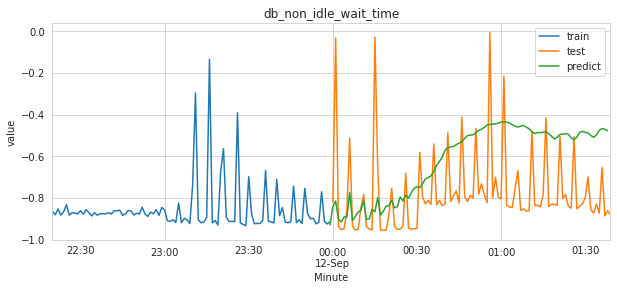 db_non_idle_wait_time
train
test
predict
0.0
−0.2
−0.4
−0.6
−0.8
−1.0
value
22:30
23:00
23:30
00:00
12-Sep
00:30
01:00
01:30
Minute